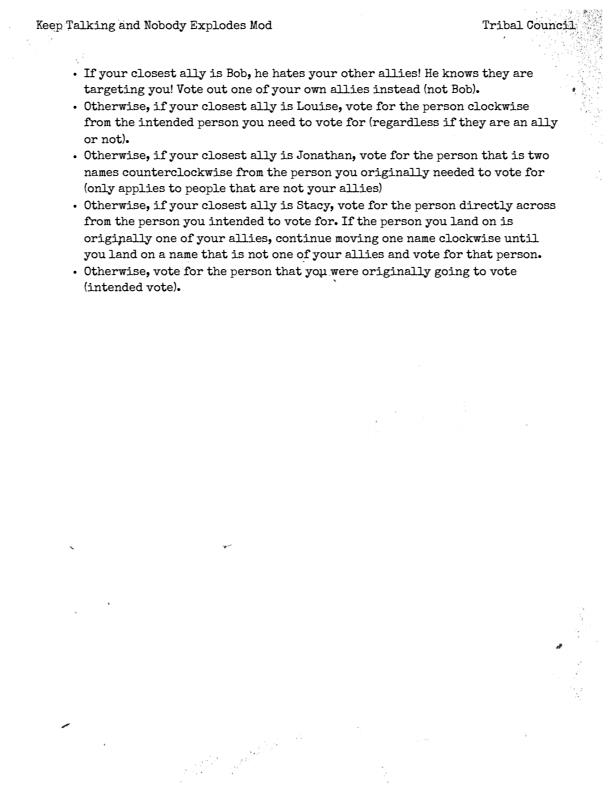 Keep Talking and Nobody Explodes Mod Tribal Council
• If your closest ally is Bob, he hates your other allies! He knows they are
targeting you! Vote out one of your own allies instead (not Bob).
• Otherwise, if your closest ally is Louise, vote for the person clockwise
from the intended person you need to vote for (regardless if they are an ally
or not).
• Otherwise, if your closest ally is Jonathan, vote for the person that is two
names counterclockwise from the person you originally needed to vote for
(only applies to people that are not your allies)
• Otherwise, if your closest ally is Stacy, vote for the person directly across
from the person you intended to vote for. If the person you land on is
originally one of your allies, continue moving one name clockwise until
you land on a name that is not one of your allies and vote for that person.
• Otherwise, vote for the person that you were originally going to vote
(intended vote).